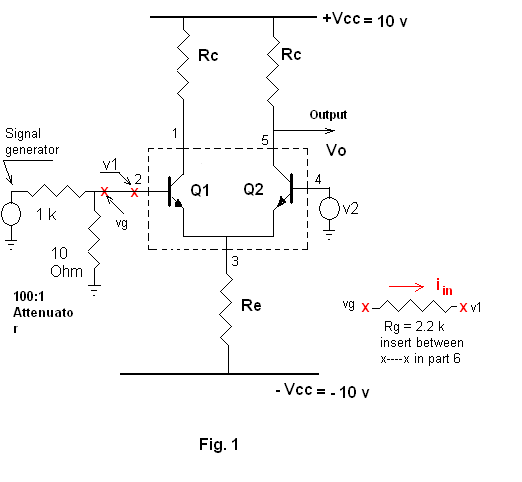 +Vcc = 10 v
Rc
Rc
Output
Vo
1
5
Signal
generator
v1
2
Q1
Q2
4
1 k
vg
v2
10
Ohm
3
100:1
Attenuato
r
Re
i in
vg x
x v1
Rg = 2.2 k
insert between
x----x in part 6
- Vcc = - 10 v
Fig. 1